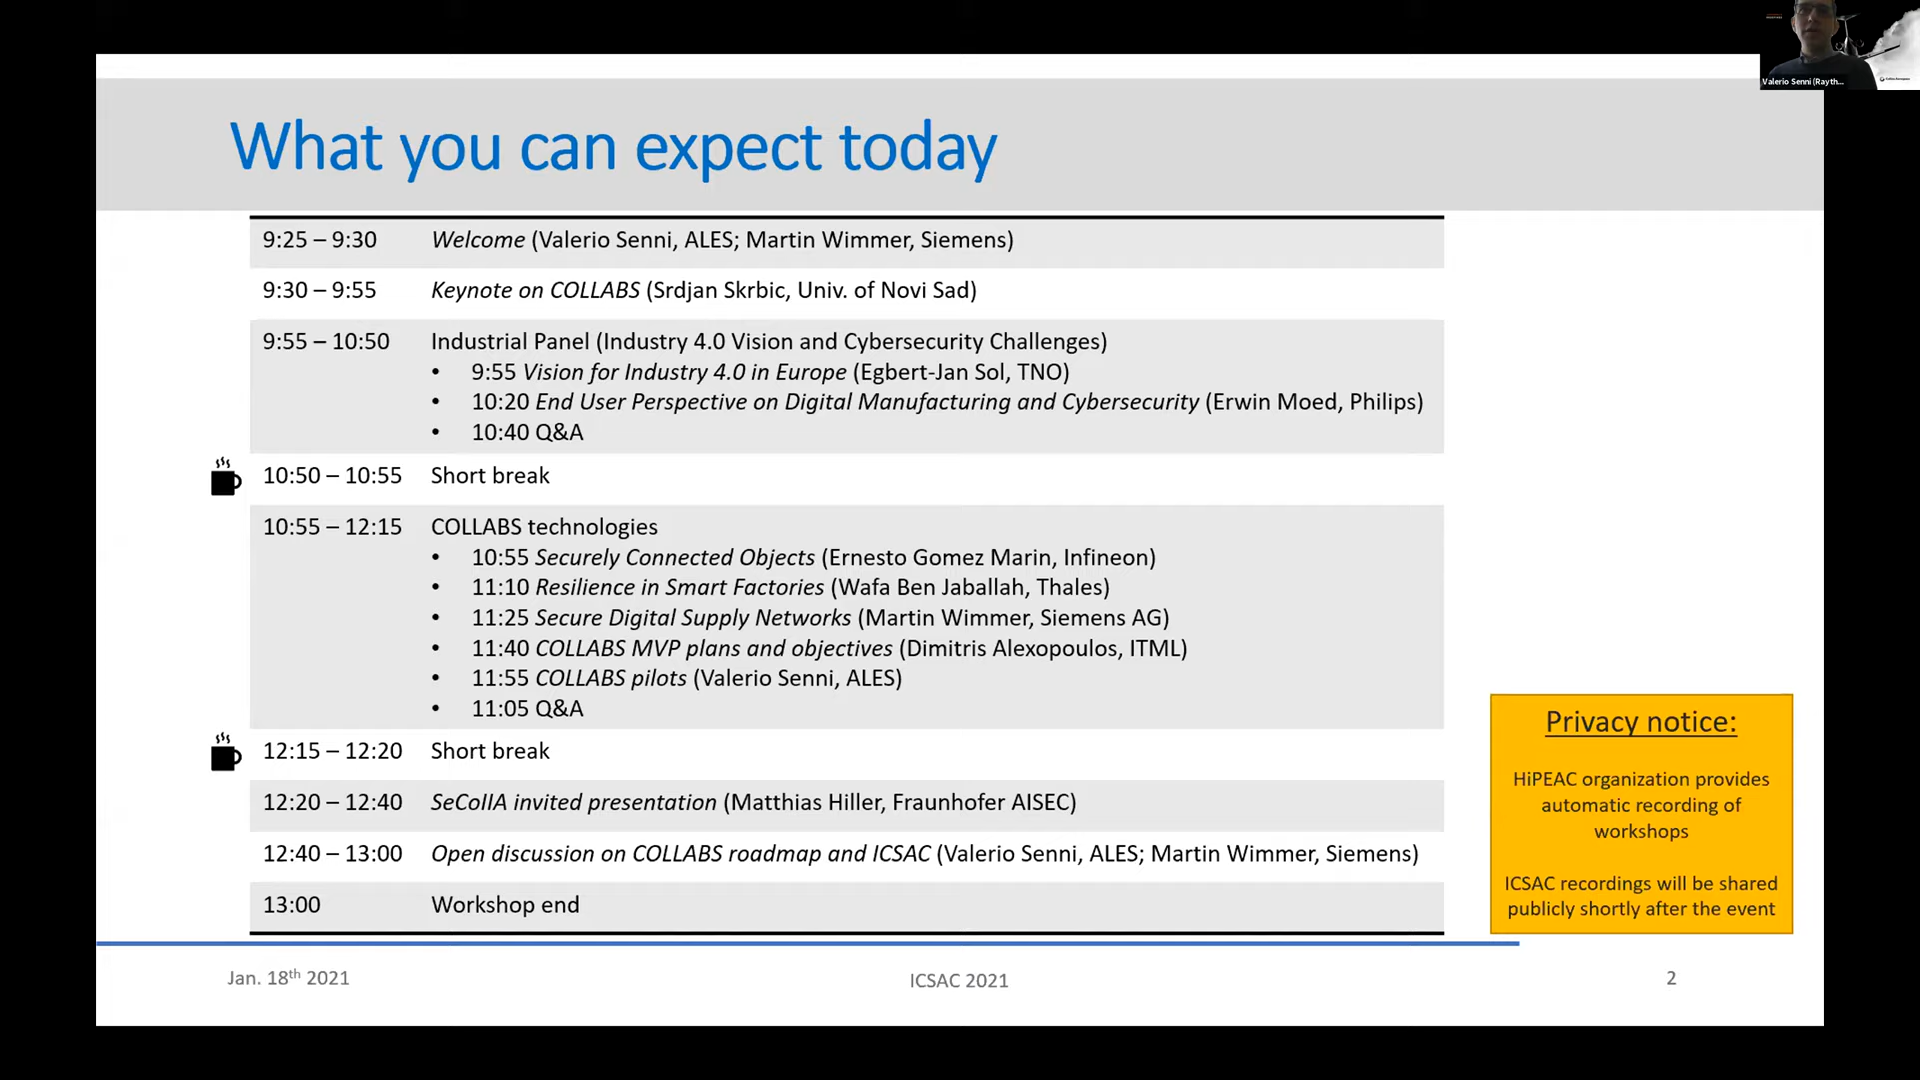 What you can expect today
9:25 – 9:30 Welcome (Valerio Senni, ALES; Martin Wimmer, Siemens)
9:30 – 9:55 Keynote on COLLABS (Srdjan Skrbic, Univ. of Novi Sad)
9:55 – 10:50 Industrial Panel (Industry 4.0 Vision and Cybersecurity Challenges)
• 9:55 Vision for Industry 4.0 in Europe (Egbert-Jan Sol, TNO)
• 10:20 End User Perspective on Digital Manufacturing and Cybersecurity (Erwin Moed, Philips)
• 10:40 Q&A
10:50 – 10:55 Short break
10:55 – 12:15 COLLABS technologies
• 10:55 Securely Connected Objects (Ernesto Gomez Marin, Infineon)
• 11:10 Resilience in Smart Factories (Wafa Ben Jaballah, Thales)
• 11:25 Secure Digital Supply Networks (Martin Wimmer, Siemens AG)
• 11:40 COLLABS MVP plans and objectives (Dimitris Alexopoulos, ITML)
• 11:55 COLLABS pilots (Valerio Senni, ALES)
• 11:05 Q&A
12:15 – 12:20 Short break
12:20 – 12:40 SeCoIIA invited presentation (Matthias Hiller, Fraunhofer AISEC)
12:40 – 13:00 Open discussion on COLLABS roadmap and ICSAC (Valerio Senni, ALES; Martin Wimmer, Siemens)
13:00 Workshop end
Privacy notice:
HiPEAC organization provides
automatic recording of
workshops
ICSAC recordings will be shared
publicly shortly after the event
Jan. 18th 2021
ICSAC 2021
2
Valerio Senni (Rayth...